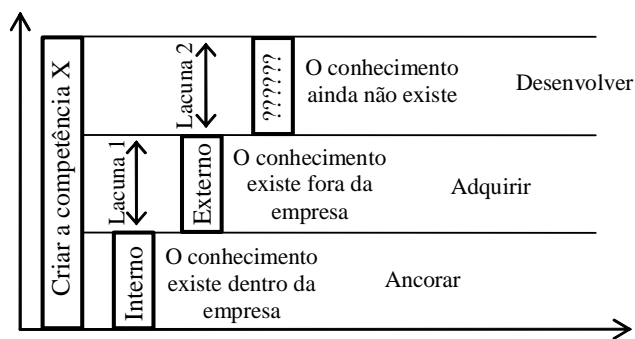 Criar a competência X
Lacuna 2
??????
O conhecimento
ainda não existe
Desenvolver
Lacuna 1
Externo
O conhecimento
existe fora da
empresa
Adquirir
Interno
O conhecimento
existe dentro da
empresa
Ancorar